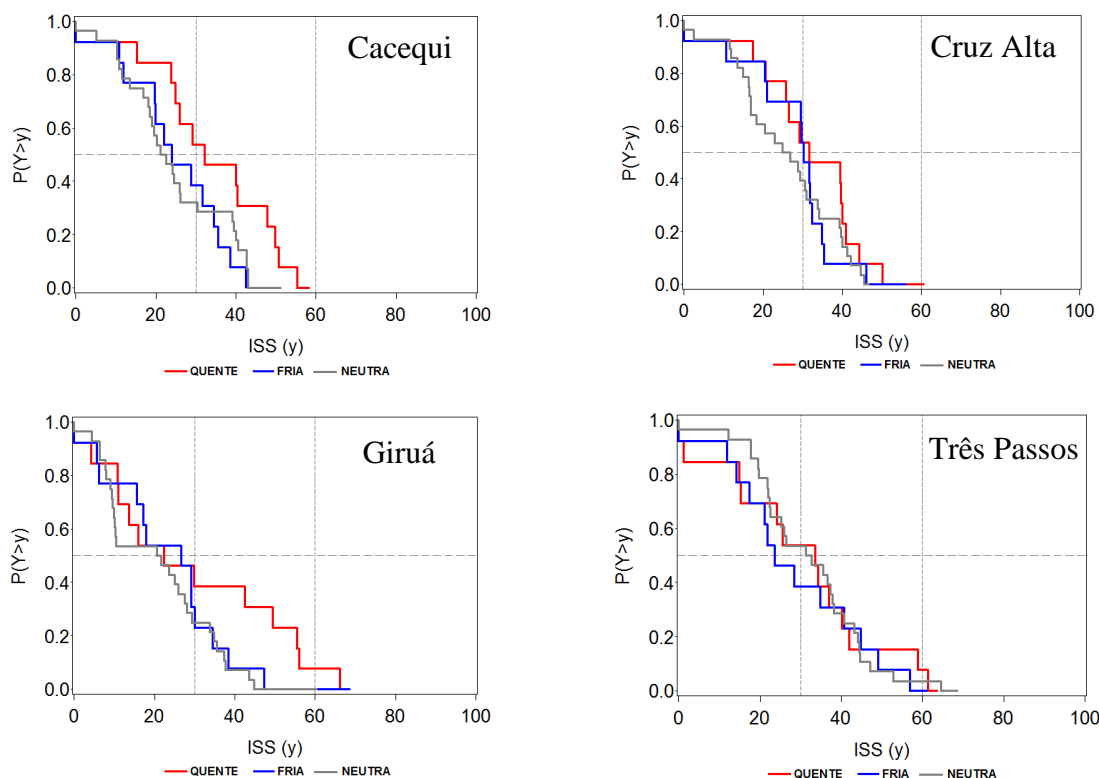 Cacequi
P(Y>y)
1.0
0.8
0.6
0.4
0.2
0.0
0 20 40 60 80 100
ISS (y)
QUENTE FRIA NEUTRA
Cruz Alta
P(Y>y)
1.0
0.8
0.6
0.4
0.2
0.0
0 20 40 60 80 100
ISS (y)
QUENTE FRIA NEUTRA
Giruá
P(Y>y)
1.0
0.8
0.6
0.4
0.2
0.0
0 20 40 60 80 100
ISS (y)
QUENTE FRIA NEUTRA
Três Passos
P(Y>y)
1.0
0.8
0.6
0.4
0.2
0.0
0 20 40 60 80 100
ISS (y)
QUENTE FRIA NEUTRA